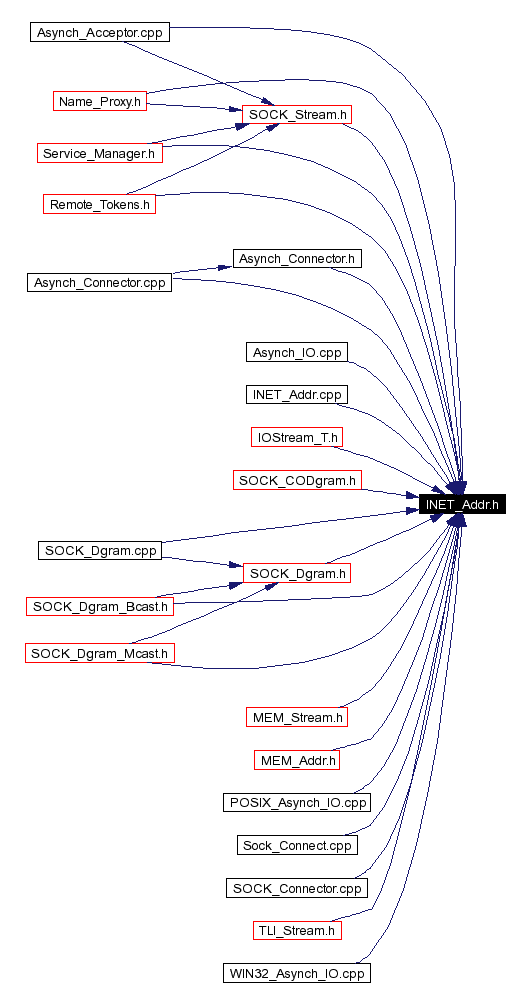 Asynch_Acceptor.cpp
Name_Proxy.h
SOCK_Stream.h
Service_Manager.h
Remote_Tokens.h
Asynch_Connector.h
Asynch_Connector.cpp
Asynch_IO.cpp
INET_Addr.cpp
IOStream_T.h
SOCK_CODgram.h
INET_Addr.h
SOCK_Dgram.cpp
SOCK_Dgram.h
SOCK_Dgram_Bcast.h
SOCK_Dgram_Mcast.h
MEM_Stream.h
MEM_Addr.h
POSIX_Asynch_IO.cpp
Sock_Connect.cpp
SOCK_Connector.cpp
TLI_Stream.h
WIN32_Asynch_IO.cpp